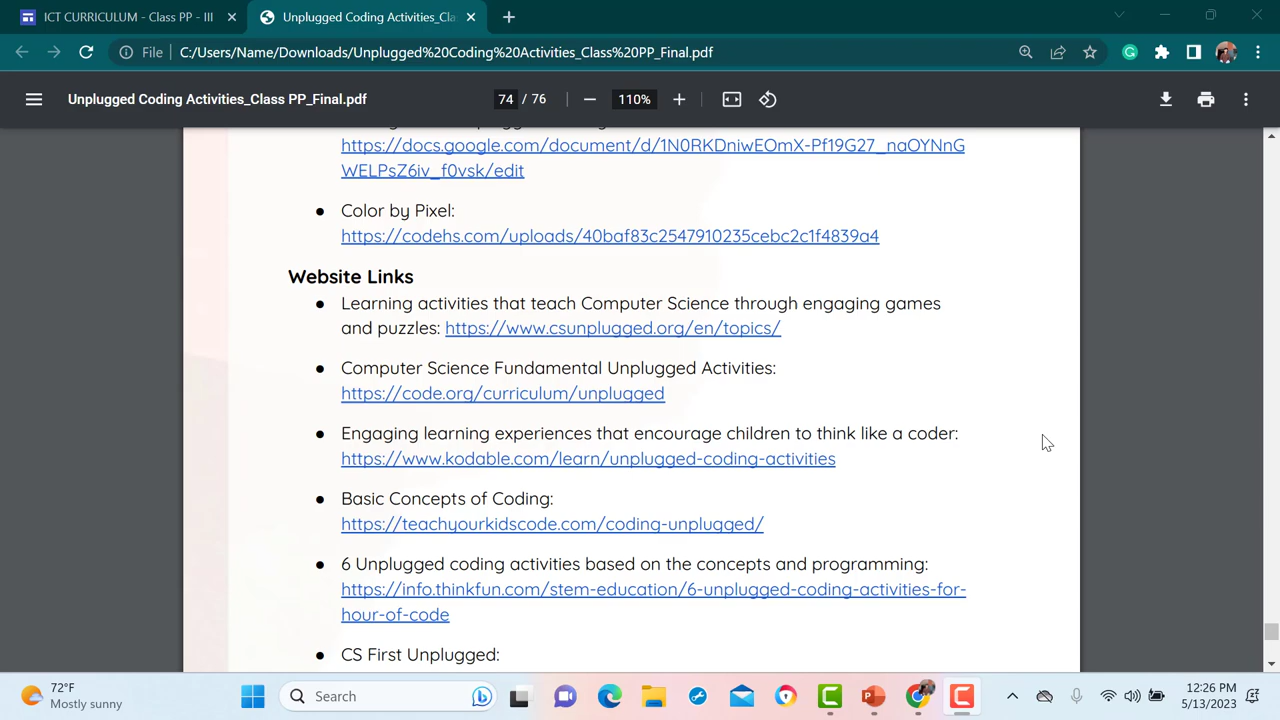 ICT CURRICULUM - Class PP - III
Unplugged Coding Activities_Cla
File
C:/Users/Name/Downloads/Unplugged%20Coding%20Activities_Class%20PP_Final.pdf
Unplugged Coding Activities_Class PP_Final.pdf
74 / 76
110%
https://docs.google.com/document/d/1N0RKDniwEOmX-Pf19G27_naOYNnG
WELPsZ6iv_f0vsk/edit
● Color by Pixel:
https://codehs.com/uploads/40baf83c2547910235cebc2c1f4839a4
Website Links
● Learning activities that teach Computer Science through engaging games
and puzzles: https://www.csunplugged.org/en/topics/
● Computer Science Fundamental Unplugged Activities:
https://code.org/curriculum/unplugged
● Engaging learning experiences that encourage children to think like a coder:
https://www.kodable.com/learn/unplugged-coding-activities
● Basic Concepts of Coding:
https://teachyourkidscode.com/coding-unplugged/
● 6 Unplugged coding activities based on the concepts and programming:
https://info.thinkfun.com/stem-education/6-unplugged-coding-activities-for-
hour-of-code
● CS First Unplugged:
72°F
Mostly sunny
Search
12:26 PM
5/13/2023